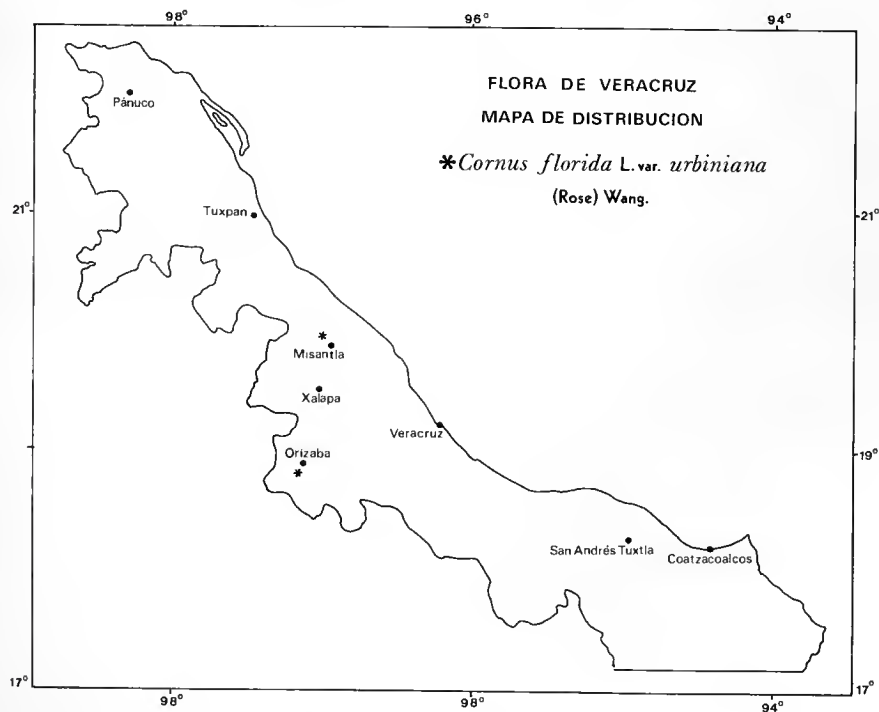 98° 96° 94°
FLORA DE VERACRUZ
MAPA DE DISTRIBUCION
*Cornus florida L. var. urbiniana
(Rose) Wang.
Pánuco
21° Tuxpan 21°
*
Misantla
Xalapa
Veracruz
Orizaba 19°
*
San Andrés Tuxtla
Coatzacoalcos
17° 17°
98° 98° 94°